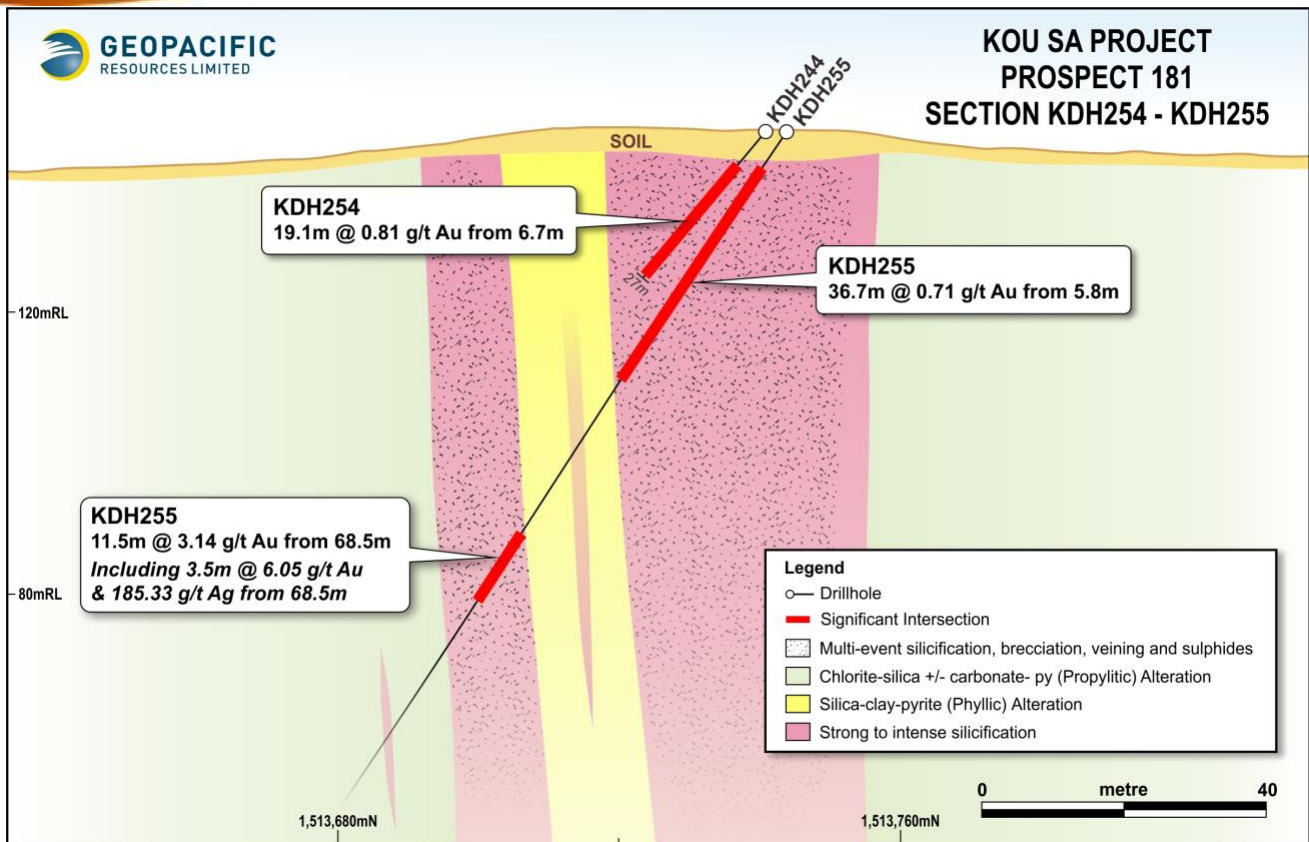 GEOPACIFIC
RESOURCES LIMITED
KOU SA PROJECT
PROSPECT 181
SECTION KDH254 - KDH255
KDH244
KDH255
SOIL
KDH254
19.1m @ 0.81 g/t Au from 6.7m
27m
KDH255
36.7m @ 0.71 g/t Au from 5.8m
120mRL
KDH255
11.5m @ 3.14 g/t Au from 68.5m
Including 3.5m @ 6.05 g/t Au
& 185.33 g/t Ag from 68.5m
80mRL
Legend
Drillhole
Significant Intersection
Multi-event silicification, brecciation, veining and sulphides
Chlorite-silica +/- carbonate- py (Propylitic) Alteration
Silica-clay-pyrite (Phyllic) Alteration
Strong to intense silicification
0 metre 40
1,513,680mN
1,513,760mN